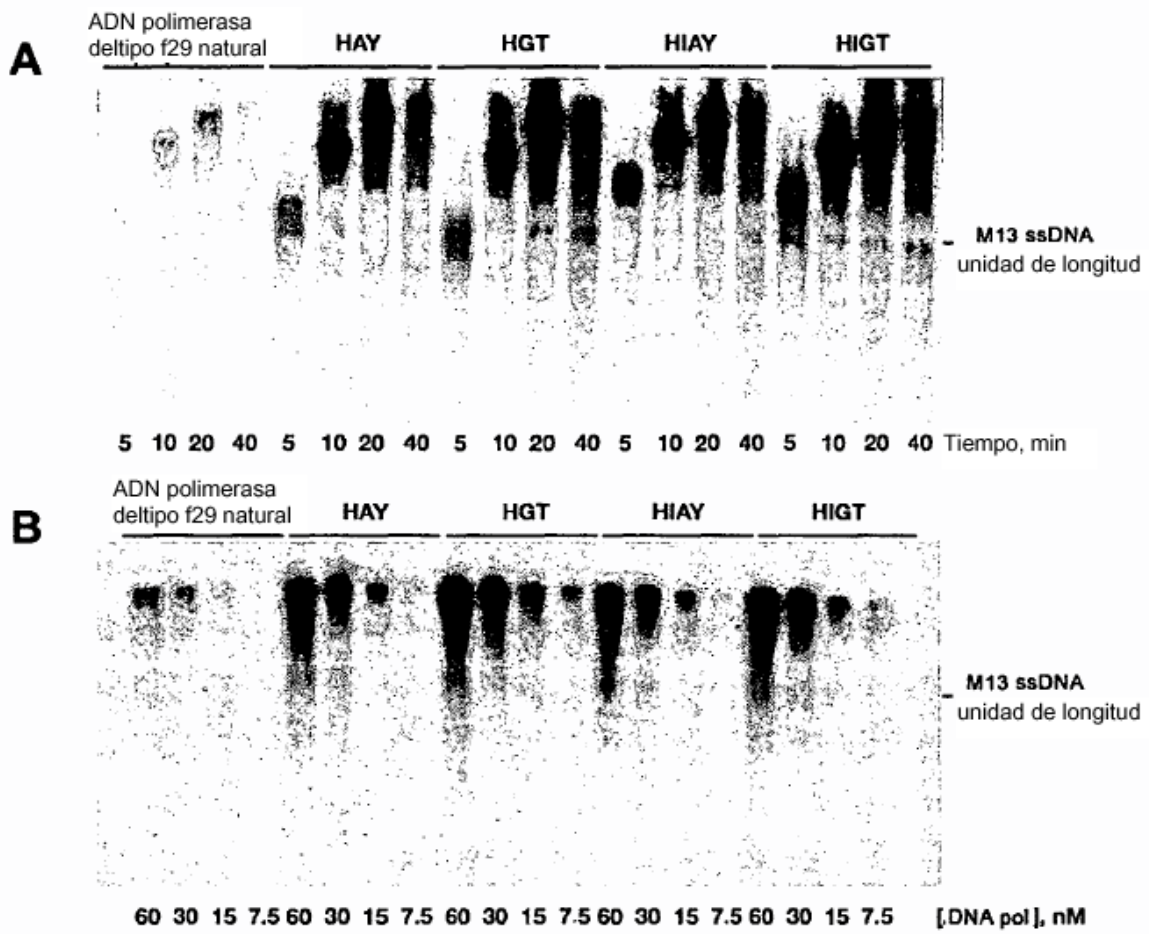 ADN polimerasa
deltipo f29 natural
A
HAY HGT HIAY HIGT
M13 ssDNA
unidad de longitud
5 10 20 40 5 10 20 40 5 10 20 40 5 10 20 40 5 10 20 40 Tiempo, min
ADN polimerasa
deltipo f29 natural
B
HAY HGT HIAY HIGT
M13 ssDNA
unidad de longitud
60 30 15 7.5 60 30 15 7.5 60 30 15 7.5 60 30 15 7.5 60 30 15 7.5 [.DNA pol], nM